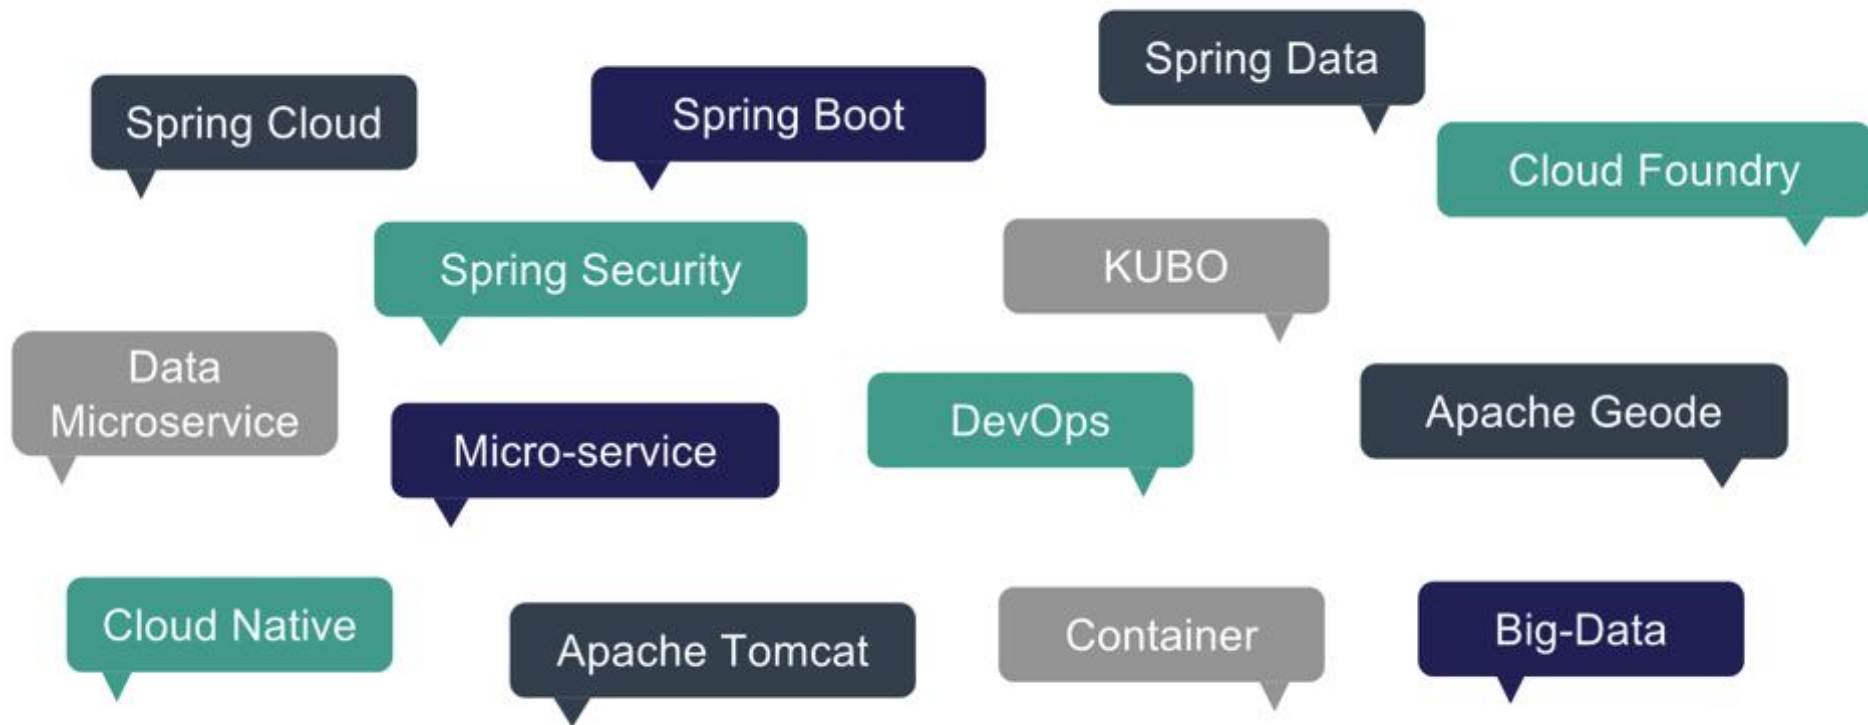 Spring Data
Spring Cloud
Spring Boot
Cloud Foundry
Spring Security
KUBO
Data
Microservice
Micro-service
DevOps
Apache Geode
Cloud Native
Apache Tomcat
Container
Big-Data